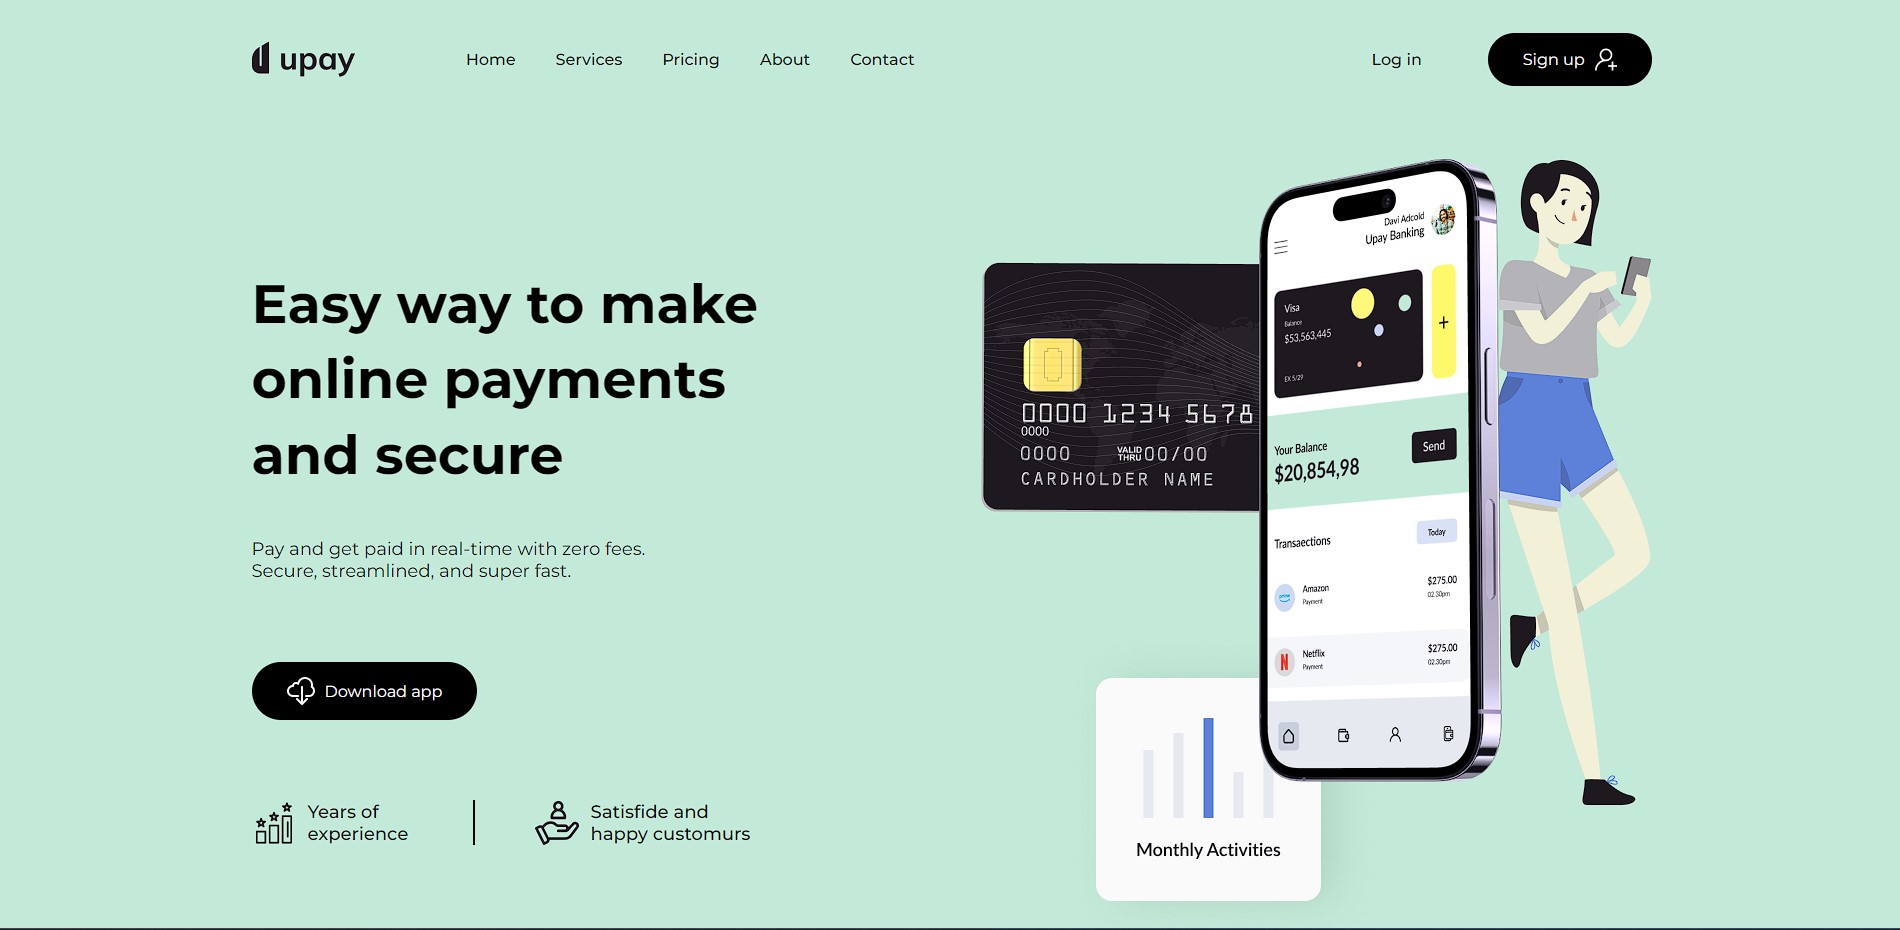 upay
Home Services Pricing About Contact
Log in
Sign up
Easy way to make
online payments
and secure
Pay and get paid in real-time with zero fees.
Secure, streamlined, and super fast.
Download app
Years of
experience
Satisfide and
happy customurs
0000 1234 5678
0000
0000 VALID THRU 00/00
CARDHOLDER NAME
Davi Adcold
Upay Banking
Visa
Balance
$53,563,445
EX 5/29
+
Your Balance
$20,854,98
Send
Transaections
Today
Amazon $275.00
Payment 02.30pm
N
Netflix $275.00
Payment 02.30pm
Monthly Activities